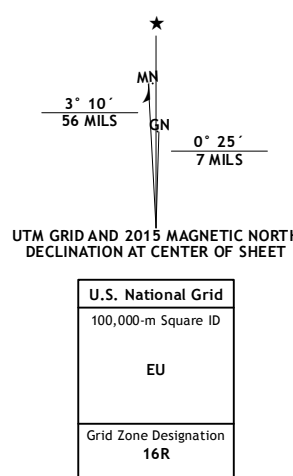 MN
3° 10´
56 MILS
GN
0° 25´
7 MILS
UTM GRID AND 2015 MAGNETIC NORTH
DECLINATION AT CENTER OF SHEET
U.S. National Grid
100,000-m Square ID
EU
Grid Zone Designation
16R